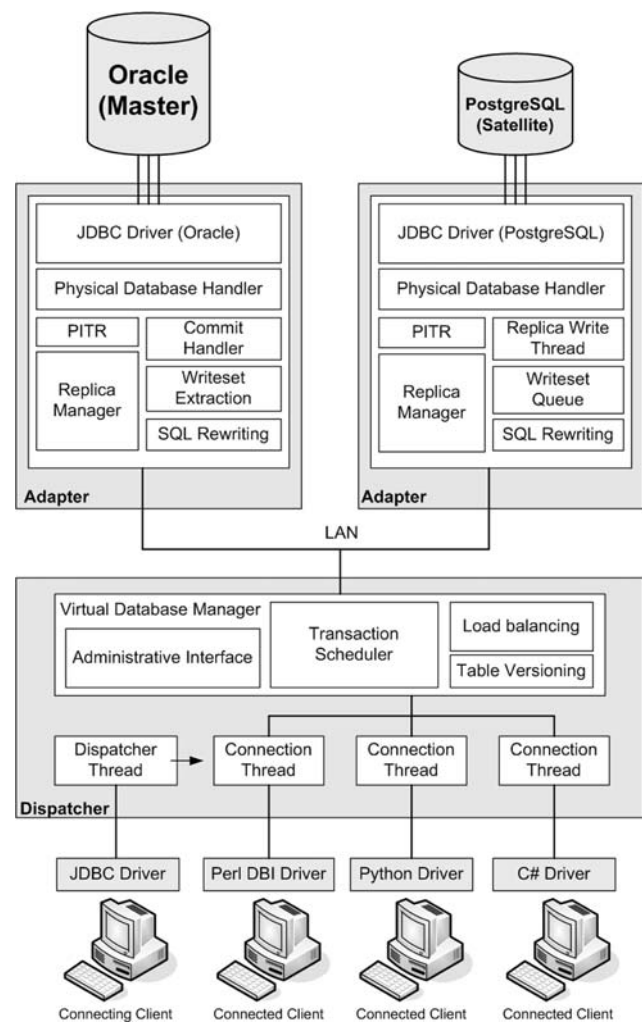 Oracle
(Master)
PostgreSQL
(Satellite)
JDBC Driver (Oracle)
Physical Database Handler
PITR
Commit
Handler
Replica
Manager
Writeset
Extraction
SQL Rewriting
Adapter
JDBC Driver (PostgreSQL)
Physical Database Handler
PITR
Replica Write
Thread
Replica
Manager
Writeset
Queue
SQL Rewriting
Adapter
LAN
Virtual Database Manager
Administrative Interface
Transaction
Scheduler
Load balancing
Table Versioning
Dispatcher
Thread
Connection
Thread
Connection
Thread
Connection
Thread
Dispatcher
JDBC Driver
Perl DBI Driver
Python Driver
C# Driver
Connecting Client
Connected Client
Connected Client
Connected Client